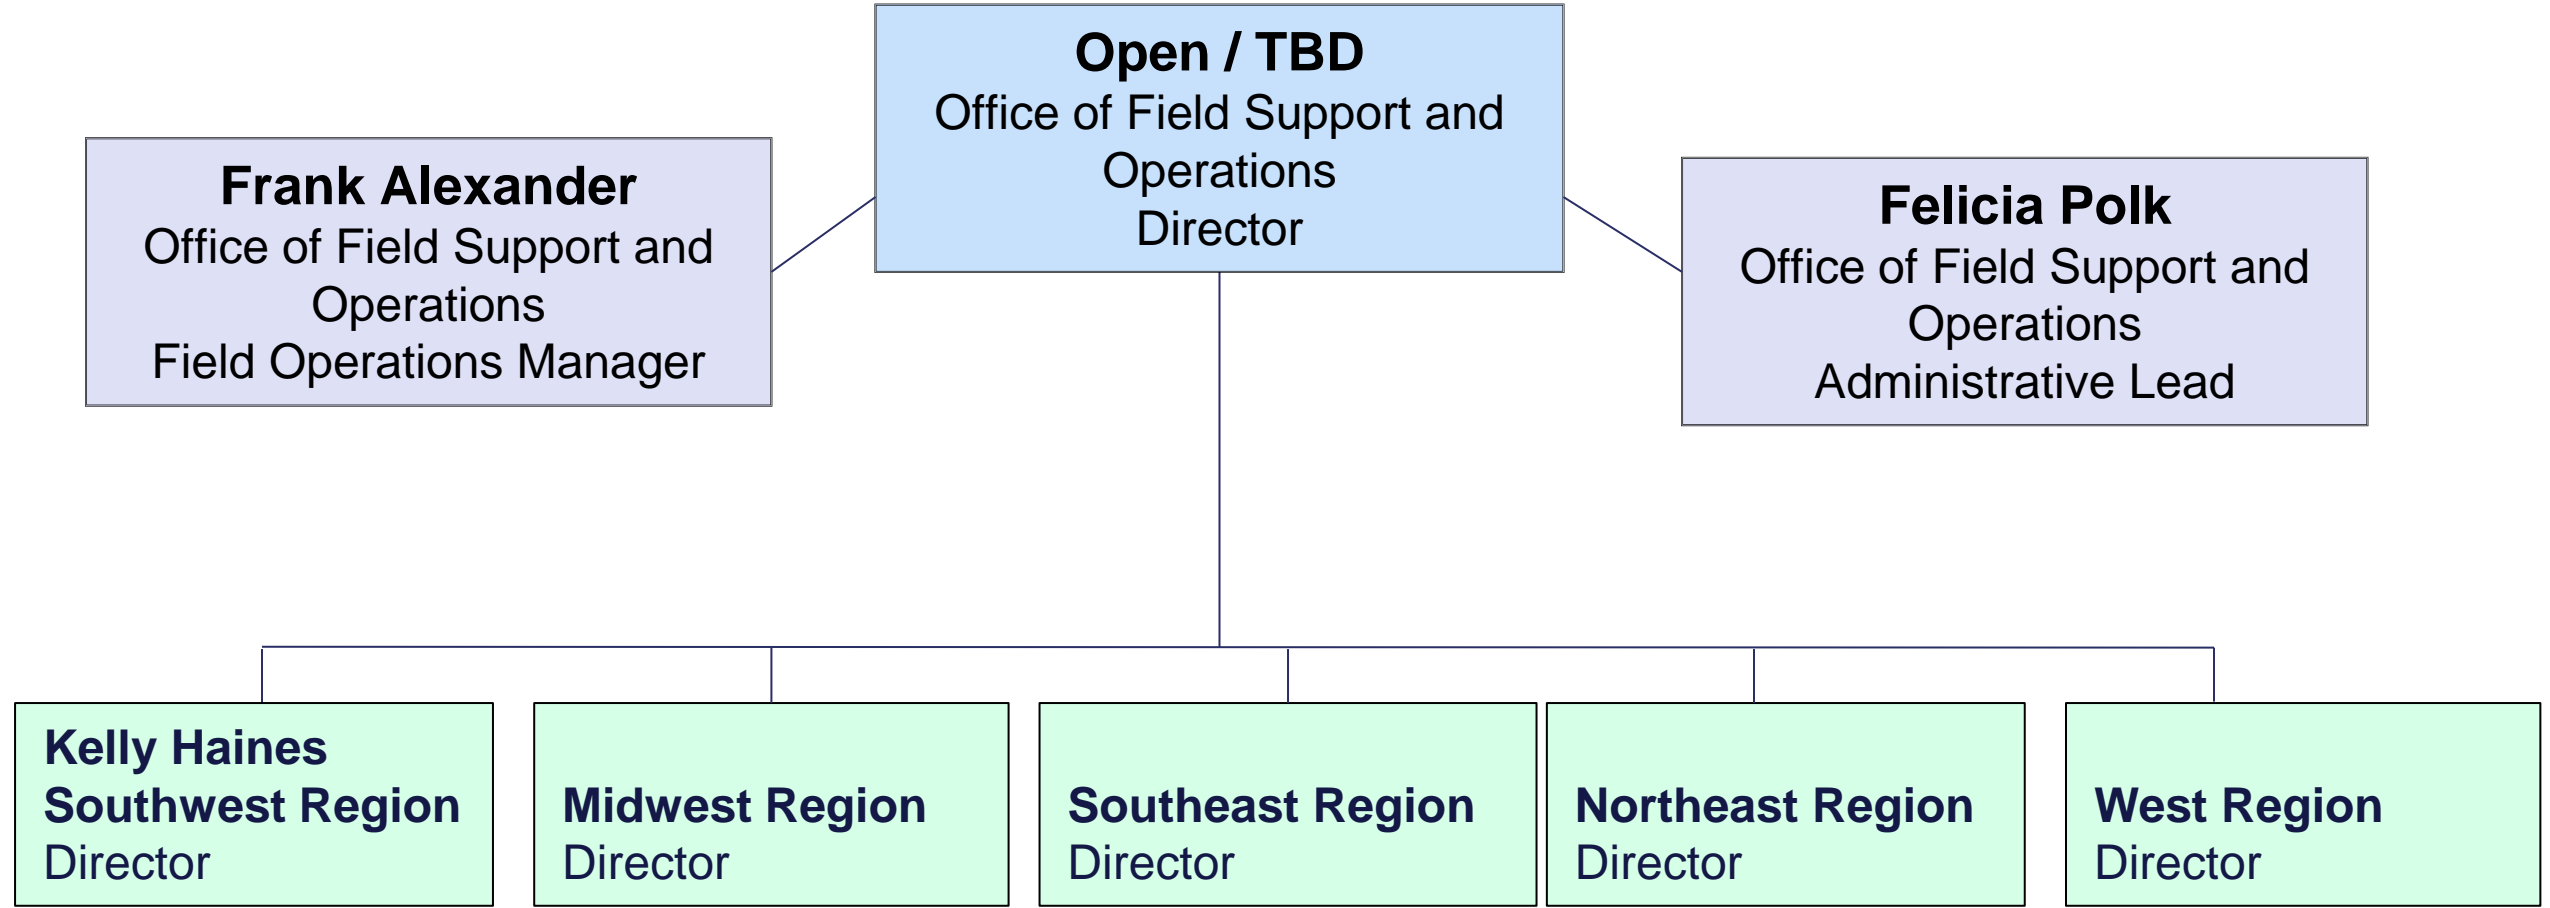 Open / TBD
Office of Field Support and
Operations
Director
Frank Alexander
Office of Field Support and
Operations
Field Operations Manager
Felicia Polk
Office of Field Support and
Operations
Administrative Lead
Kelly Haines
Southwest Region
Director
Midwest Region
Director
Southeast Region
Director
Northeast Region
Director
West Region
Director